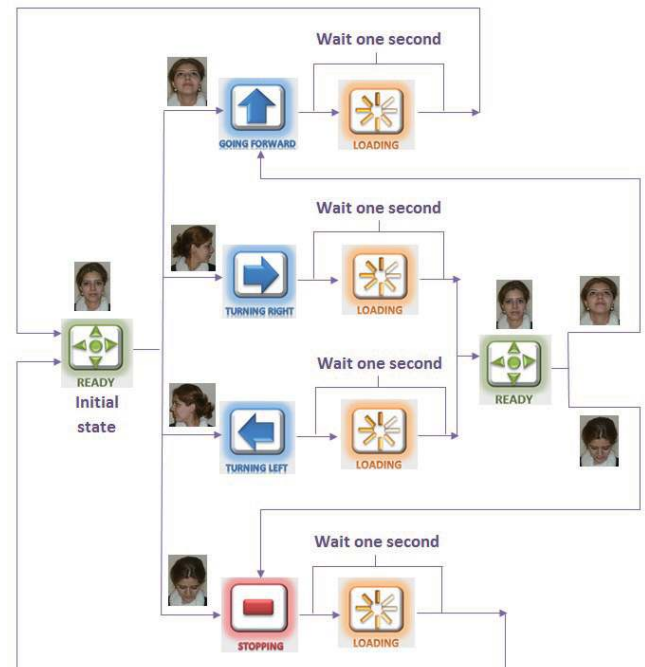 Wait one second
GOING FORWARD
LOADING
Wait one second
TURNING RIGHT
LOADING
READY
Initial
state
Wait one second
READY
TURNING LEFT
LOADING
Wait one second
STOPPING
LOADING